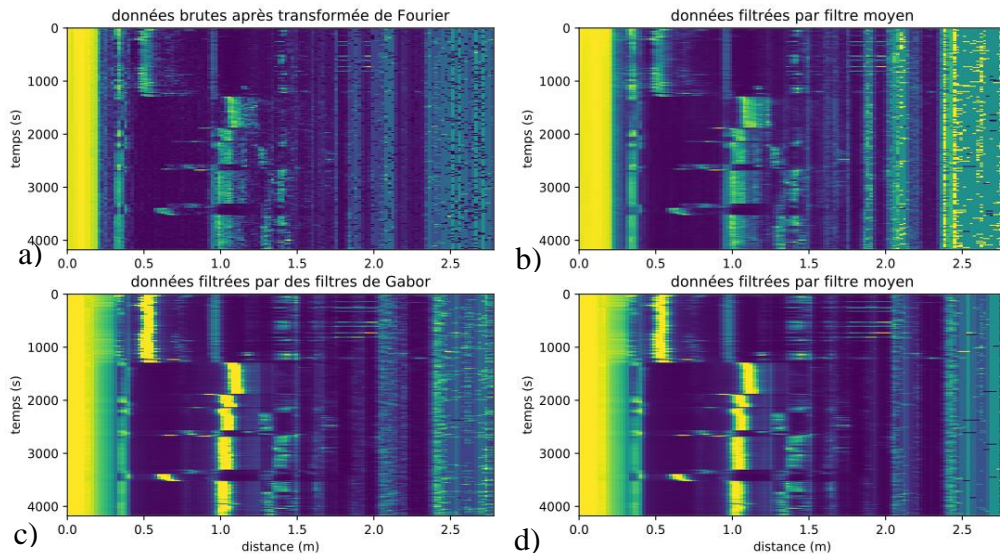 données brutes après transformée de Fourier
temps (s)
0
1000
2000
3000
4000
0.0 0.5 1.0 1.5 2.0 2.5
a)
données filtrées par filtre moyen
temps (s)
0
1000
2000
3000
4000
0.0 0.5 1.0 1.5 2.0 2.5
b)
données filtrées par des filtres de Gabor
temps (s)
0
1000
2000
3000
4000
0.0 0.5 1.0 1.5 2.0 2.5
distance (m)
c)
données filtrées par filtre moyen
temps (s)
0
1000
2000
3000
4000
0.0 0.5 1.0 1.5 2.0 2.5
distance (m)
d)